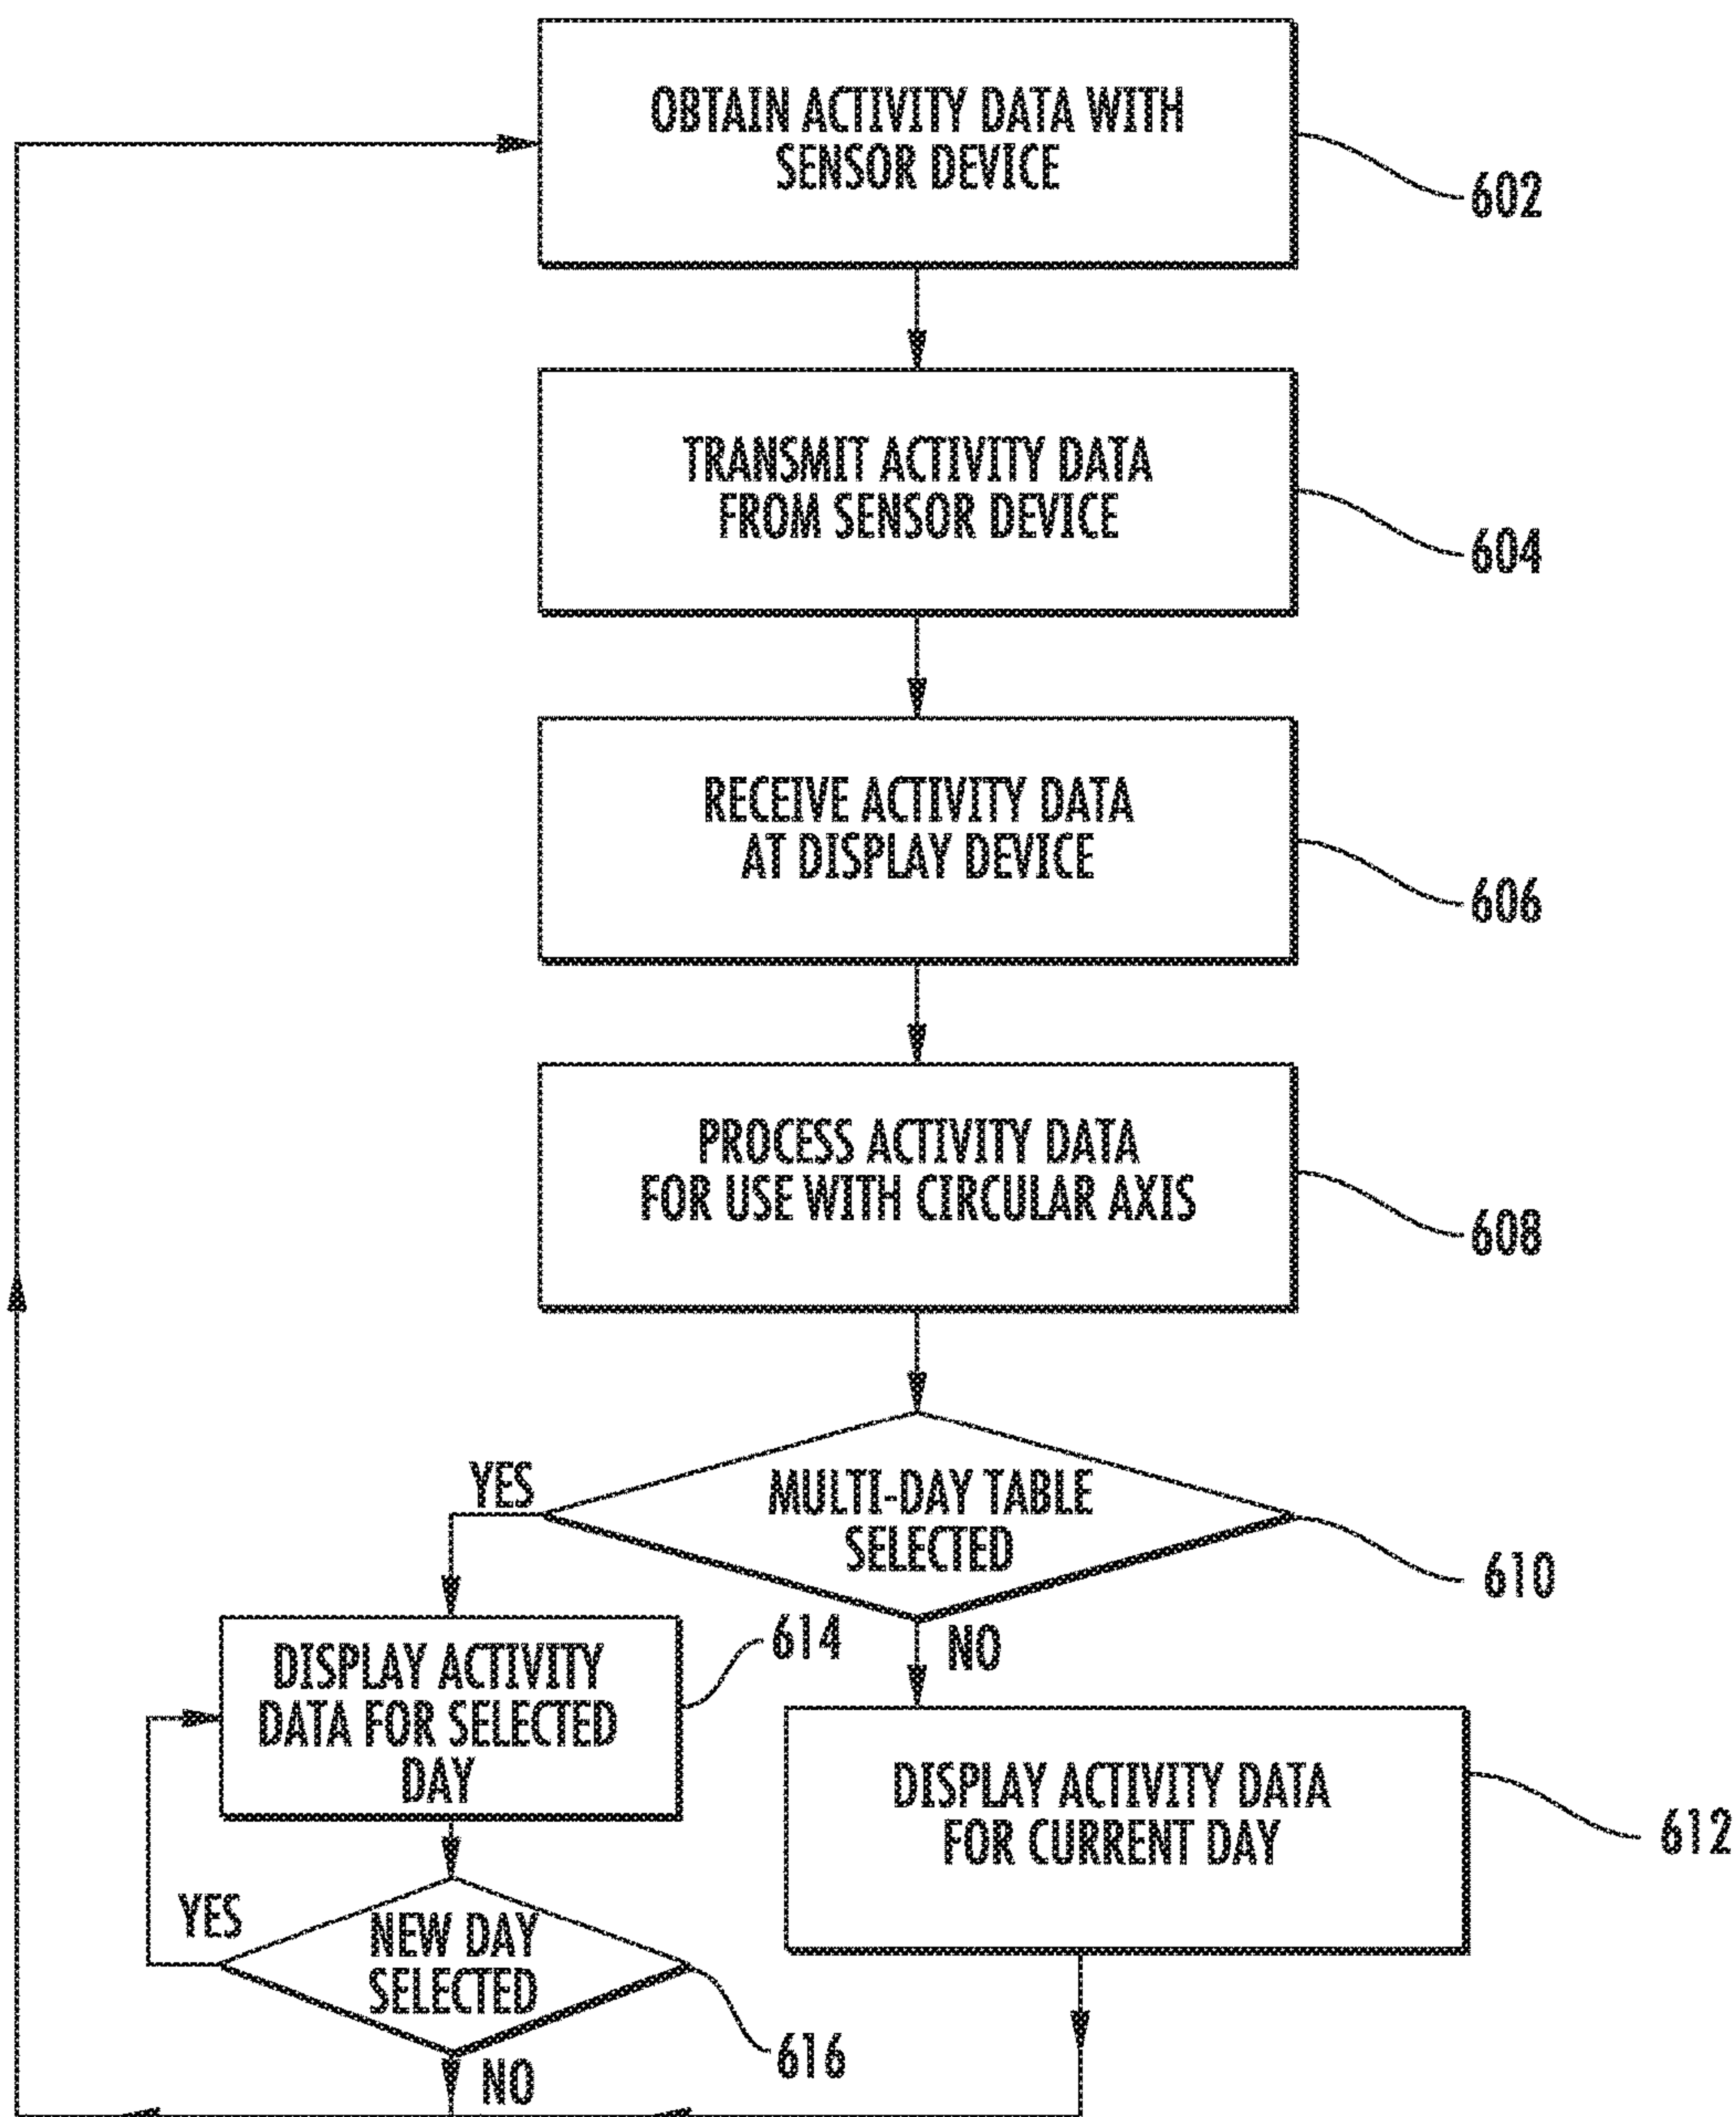 OBTAIN ACTIVITY DATA WITH
SENSOR DEVICE
602
TRANSMIT ACTIVITY DATA
FROM SENSOR DEVICE
604
RECEIVE ACTIVITY DATA
AT DISPLAY DEVICE
606
PROCESS ACTIVITY DATA
FOR USE WITH CIRCULAR AXIS
608
MULTI-DAY TABLE
SELECTED
610
YES
NO
DISPLAY ACTIVITY
DATA FOR SELECTED
DAY
614
DISPLAY ACTIVITY DATA
FOR CURRENT DAY
612
NEW DAY
SELECTED
616
YES
NO